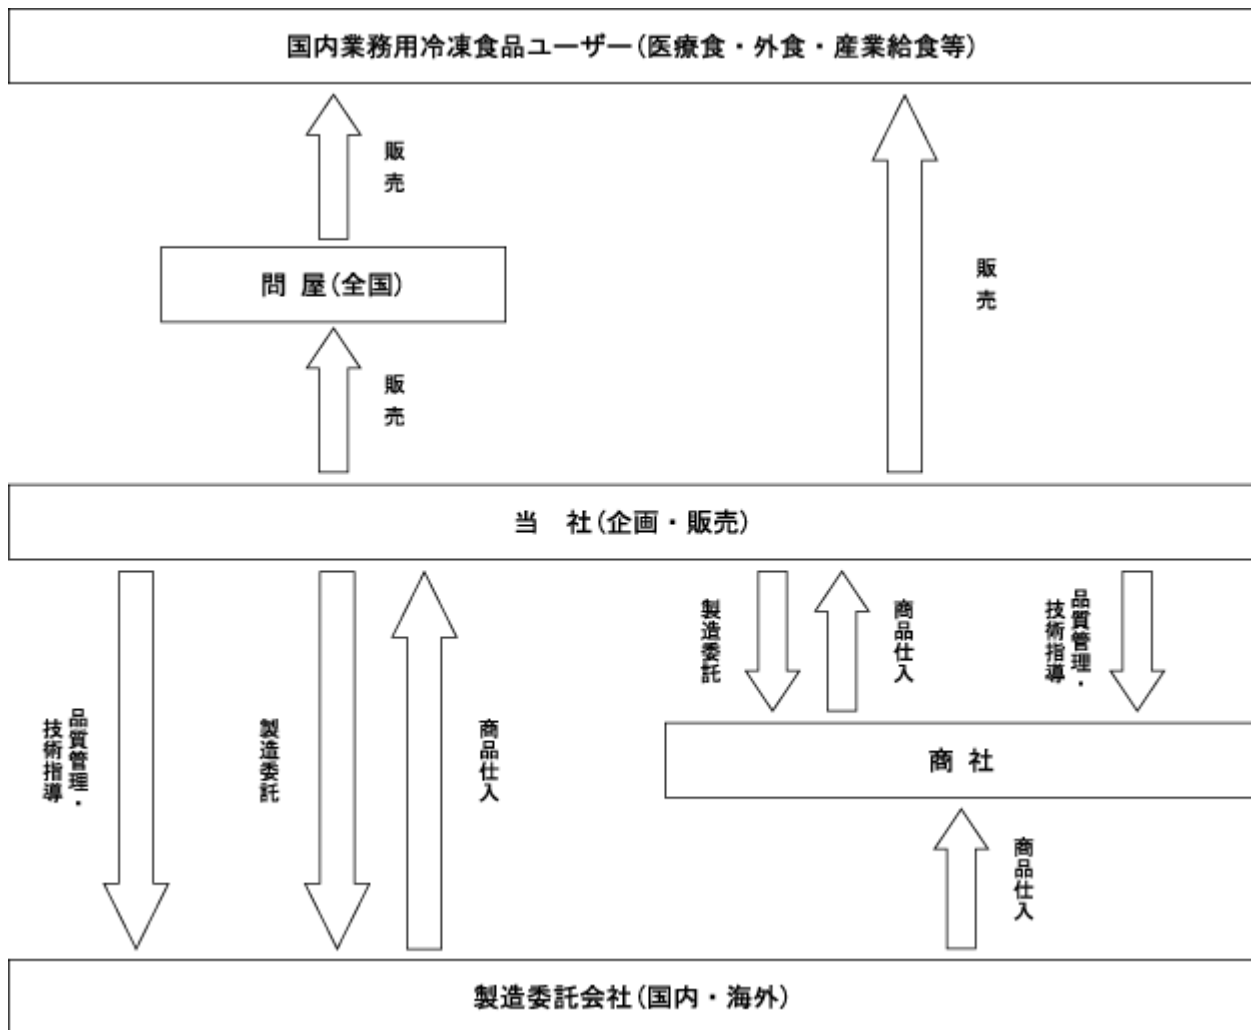 国内業務用冷凍食品ユーザー(医療食・外食・産業給食等)
販売
問 屋(全国)
販売
販売
当　社(企画・販売)
品質管理・
技術指導
製造委託
商品仕入
製造委託
商品仕入
品質管理・
技術指導
商 社
商品仕入
製造委託会社(国内・海外)